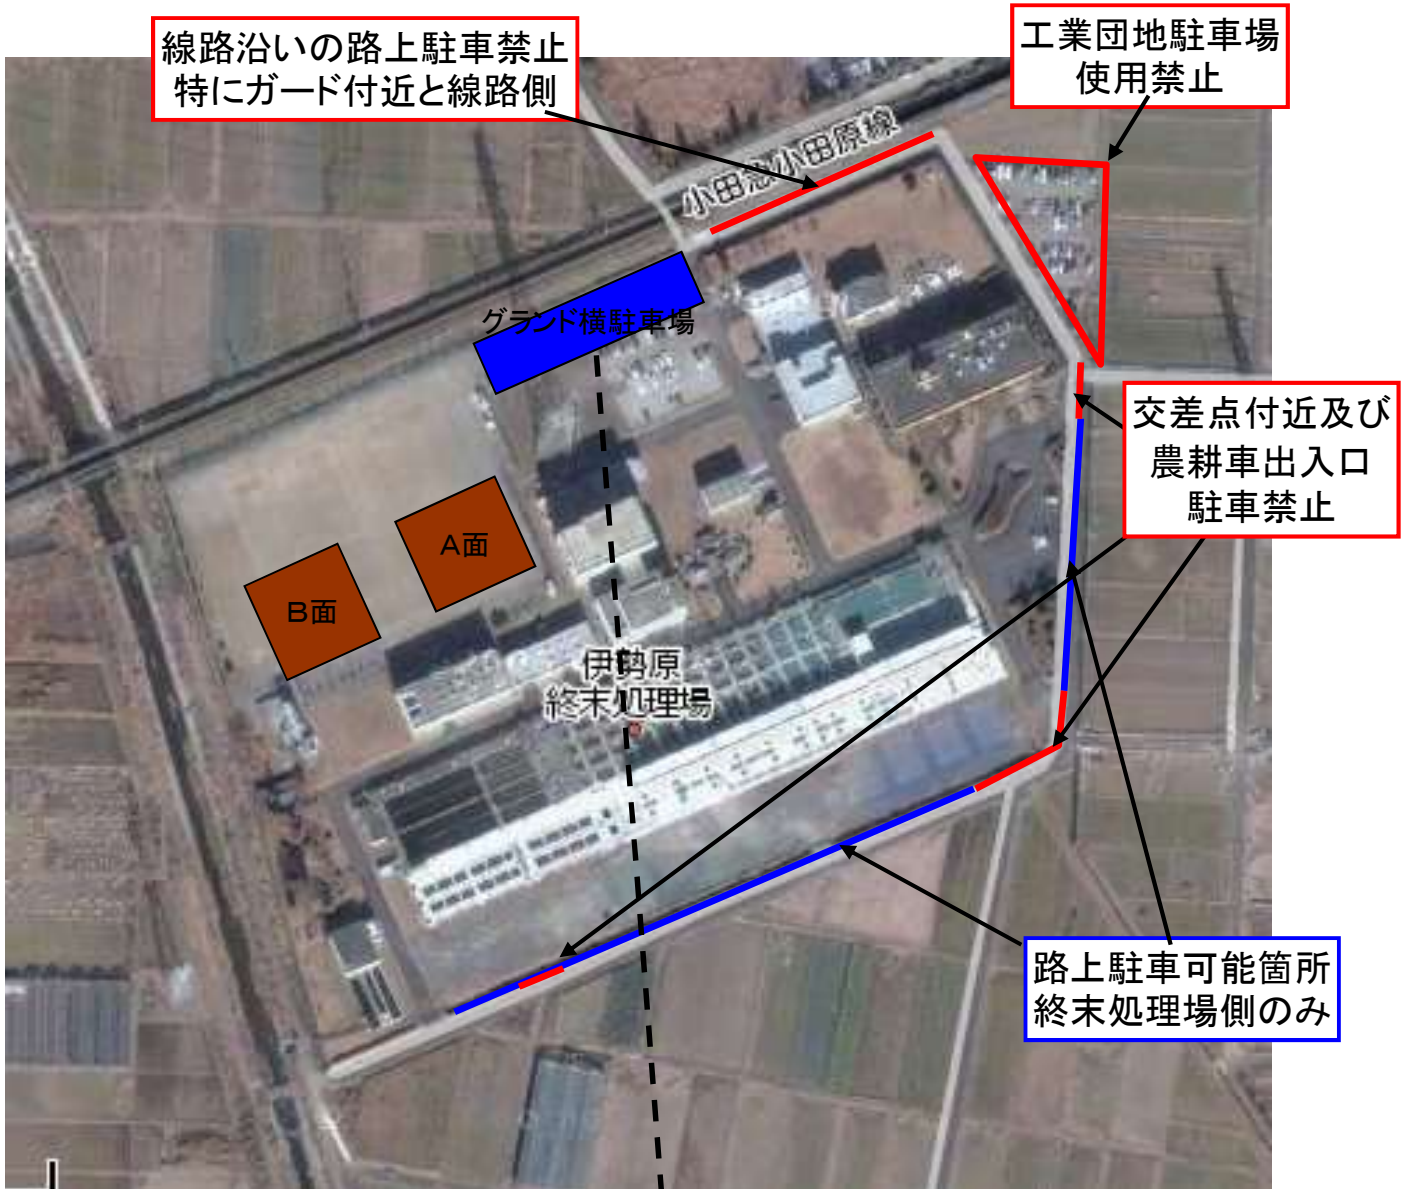 線路沿いの路上駐車禁止
特にガード付近と線路側
工業団地駐車場
使用禁止
小田急小田原線
グランド横駐車場
交差点付近及び
農耕車出入口
駐車禁止
A面
B面
伊勢原
終末処理場
路上駐車可能箇所
終末処理場側のみ